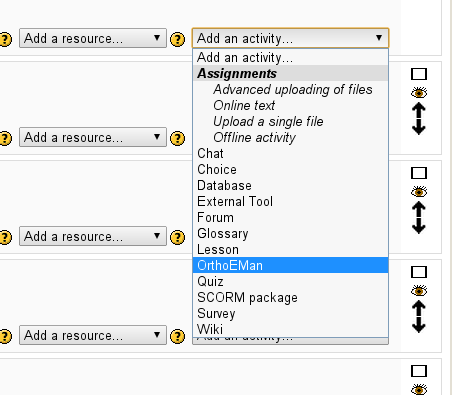 Add a resource... Add an activity...
Add an activity...
Assignments
Advanced uploading of files
Online text
Upload a single file
Offline activity
Add a resource...
Chat
Choice
Database
External Tool
Forum
Glossary
Add a resource...
Lesson
OrthoEMan
Quiz
SCORM package
Survey
Wiki
Add a resource... Add an activity...